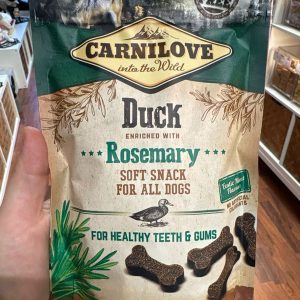 CARNILOVE
into the Wild
Duck
ENRICHED WITH
Rosemary
SOFT SNACK
FOR ALL DOGS
FOR HEALTHY TEETH & GUMS